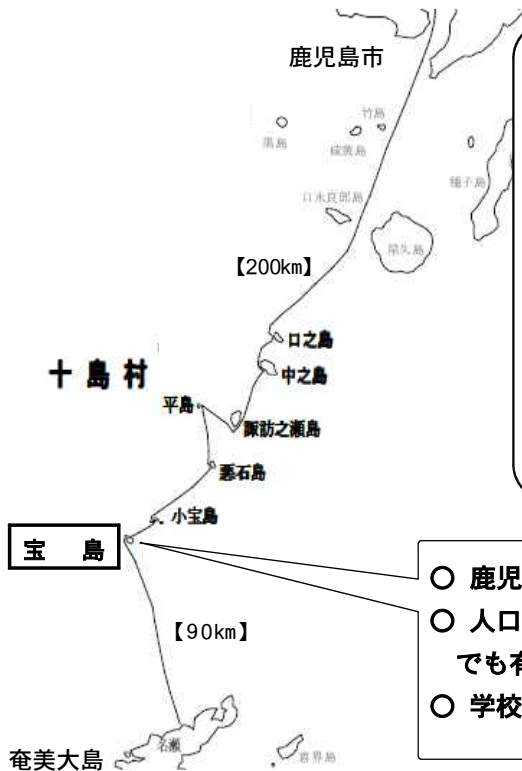 鹿児島市
竹島
黒島
硫黄島
種子島
口永良部島
屋久島
【200km】
口之島
十島村
中之島
平島
諏訪之瀬島
悪石島
小宝島
宝島
○ 鹿児
○ 人口
でも有
【90km】
○ 学校
名瀬
奄美大島
喜界島